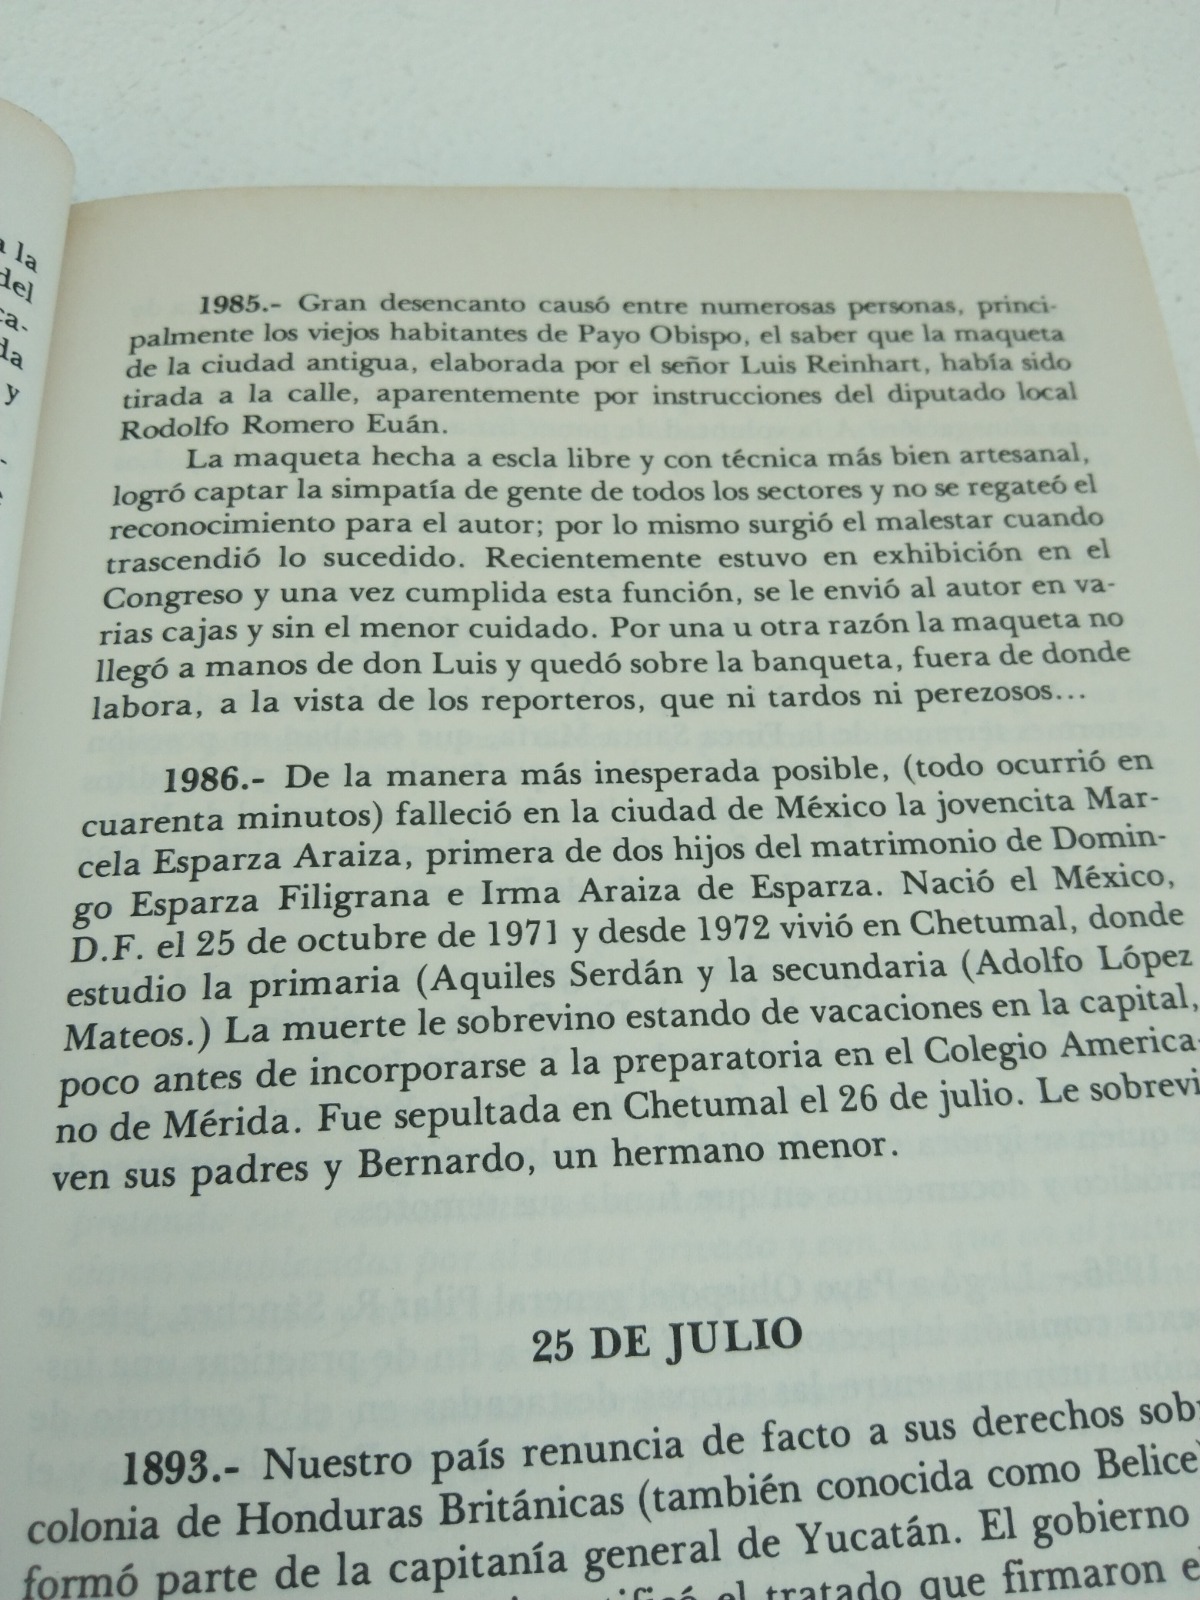 a la
del
ca-
da
y
1985.- Gran desencanto causó entre numerosas personas, princi-
palmente los viejos habitantes de Payo Obispo, el saber que la maqueta
de la ciudad antigua, elaborada por el señor Luis Reinhart, había sido
tirada a la calle, aparentemente por instrucciones del diputado local
Rodolfo Romero Euán.
La maqueta hecha a escla libre y con técnica más bien artesanal,
logró captar la simpatía de gente de todos los sectores y no se regateó el
reconocimiento para el autor; por lo mismo surgió el malestar cuando
trascendió lo sucedido. Recientemente estuvo en exhibición en el
Congreso y una vez cumplida esta función, se le envió al autor en va-
rias cajas y sin el menor cuidado. Por una u otra razón la maqueta no
llegó a manos de don Luis y quedó sobre la banqueta, fuera de donde
labora, a la vista de los reporteros, que ni tardos ni perezosos...
1986.- De la manera más inesperada posible, (todo ocurrió en
cuarenta minutos) falleció en la ciudad de México la jovencita Mar-
cela Esparza Araiza, primera de dos hijos del matrimonio de Domin-
go Esparza Filigrana e Irma Araiza de Esparza. Nació el México,
D.F. el 25 de octubre de 1971 y desde 1972 vivió en Chetumal, donde
estudio la primaria (Aquiles Serdán y la secundaria (Adolfo López
Mateos.) La muerte le sobrevino estando de vacaciones en la capital,
poco antes de incorporarse a la preparatoria en el Colegio America-
no de Mérida. Fue sepultada en Chetumal el 26 de julio. Le sobrevi
ven sus padres y Bernardo, un hermano menor.
25 DE JULIO
1893.- Nuestro país renuncia de facto a sus derechos sobr
colonia de Honduras Británicas (también conocida como Belice)
formó parte de la capitanía general de Yucatán. El gobierno
el tratado que firmaron e